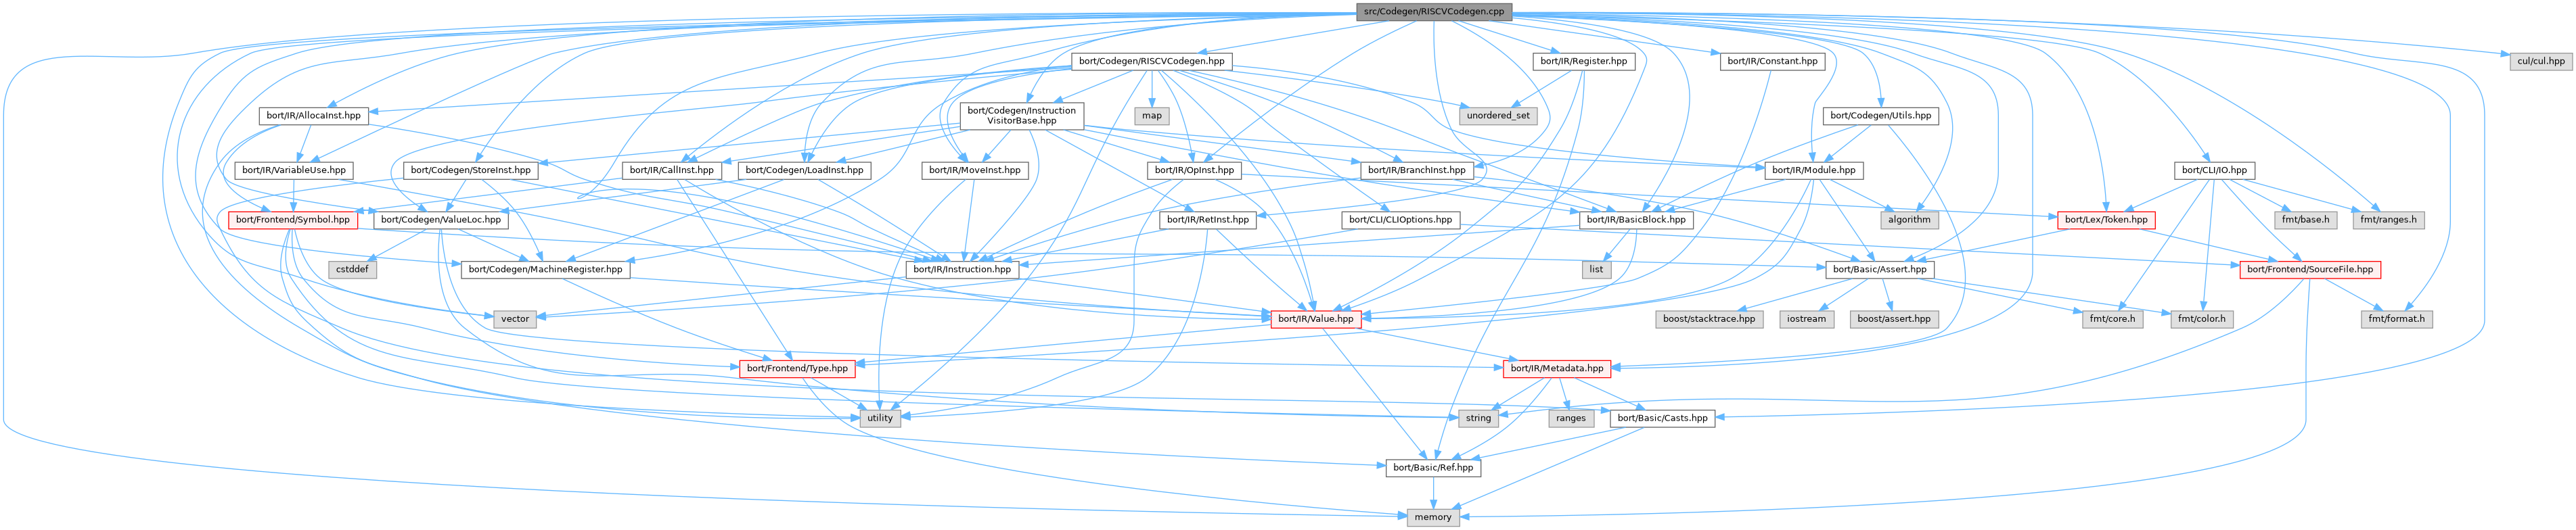 src/Codegen/RISCVCodegen.cpp
bort/Codegen/RISCVCodegen.hpp
bort/IR/Register.hpp
bort/IR/Constant.hpp
cul/cul.hpp
bort/IR/AllocaInst.hpp
bort/Codegen/Instruction
VisitorBase.hpp
map
unordered_set
bort/Codegen/Utils.hpp
bort/IR/VariableUse.hpp
bort/Codegen/StoreInst.hpp
bort/IR/CallInst.hpp
bort/Codegen/LoadInst.hpp
bort/IR/MoveInst.hpp
bort/IR/OpInst.hpp
bort/IR/BranchInst.hpp
bort/IR/Module.hpp
bort/CLI/IO.hpp
bort/Frontend/Symbol.hpp
bort/Codegen/ValueLoc.hpp
bort/IR/RetInst.hpp
bort/CLI/CLIOptions.hpp
bort/IR/BasicBlock.hpp
algorithm
bort/Lex/Token.hpp
fmt/base.h
fmt/ranges.h
cstddef
bort/Codegen/MachineRegister.hpp
bort/IR/Instruction.hpp
list
bort/Basic/Assert.hpp
bort/Frontend/SourceFile.hpp
vector
bort/IR/Value.hpp
boost/stacktrace.hpp
iostream
boost/assert.hpp
fmt/core.h
fmt/color.h
fmt/format.h
bort/Frontend/Type.hpp
bort/IR/Metadata.hpp
utility
string
ranges
bort/Basic/Casts.hpp
bort/Basic/Ref.hpp
memory